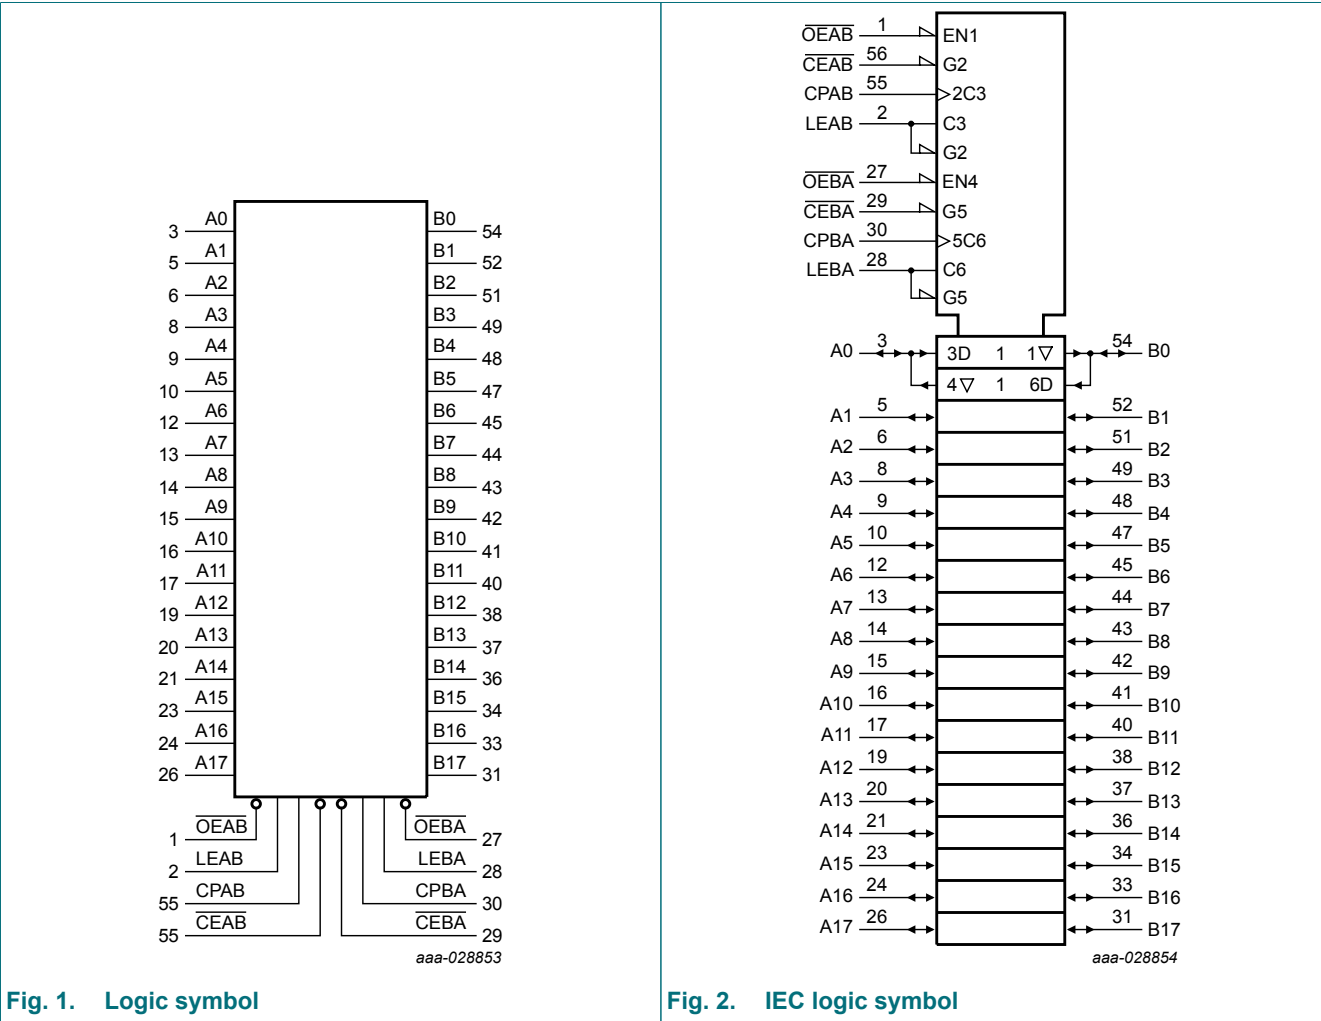 A0 B0
3 54
A1 B1
5 52
A2 B2
6 51
A3 B3
8 49
A4 B4
9 48
A5 B5
10 47
A6 B6
12 45
A7 B7
13 44
A8 B8
14 43
A9 B9
15 42
A10 B10
16 41
A11 B11
17 40
A12 B12
19 38
A13 B13
20 37
A14 B14
21 36
A15 B15
23 34
A16 B16
24 33
A17 B17
26 31
OEAB OEBA
1 27
LEAB LEBA
2 28
CPAB CPBA
55 30
CEAB CEBA
55 29
aaa-028853
Fig. 1. Logic symbol
OEAB 1 EN1
CEAB 56 G2
CPAB 55 2C3
LEAB 2 C3
G2
OEBA 27 EN4
CEBA 29 G5
CPBA 30 5C6
LEBA 28 C6
G5
A0 3 3D 1 1▽ 54 B0
4▽ 1 6D
A1 5 52 B1
A2 6 51 B2
A3 8 49 B3
A4 9 48 B4
A5 10 47 B5
A6 12 45 B6
A7 13 44 B7
A8 14 43 B8
A9 15 42 B9
A10 16 41 B10
A11 17 40 B11
A12 19 38 B12
A13 20 37 B13
A14 21 36 B14
A15 23 34 B15
A16 24 33 B16
A17 26 31 B17
aaa-028854
Fig. 2. IEC logic symbol